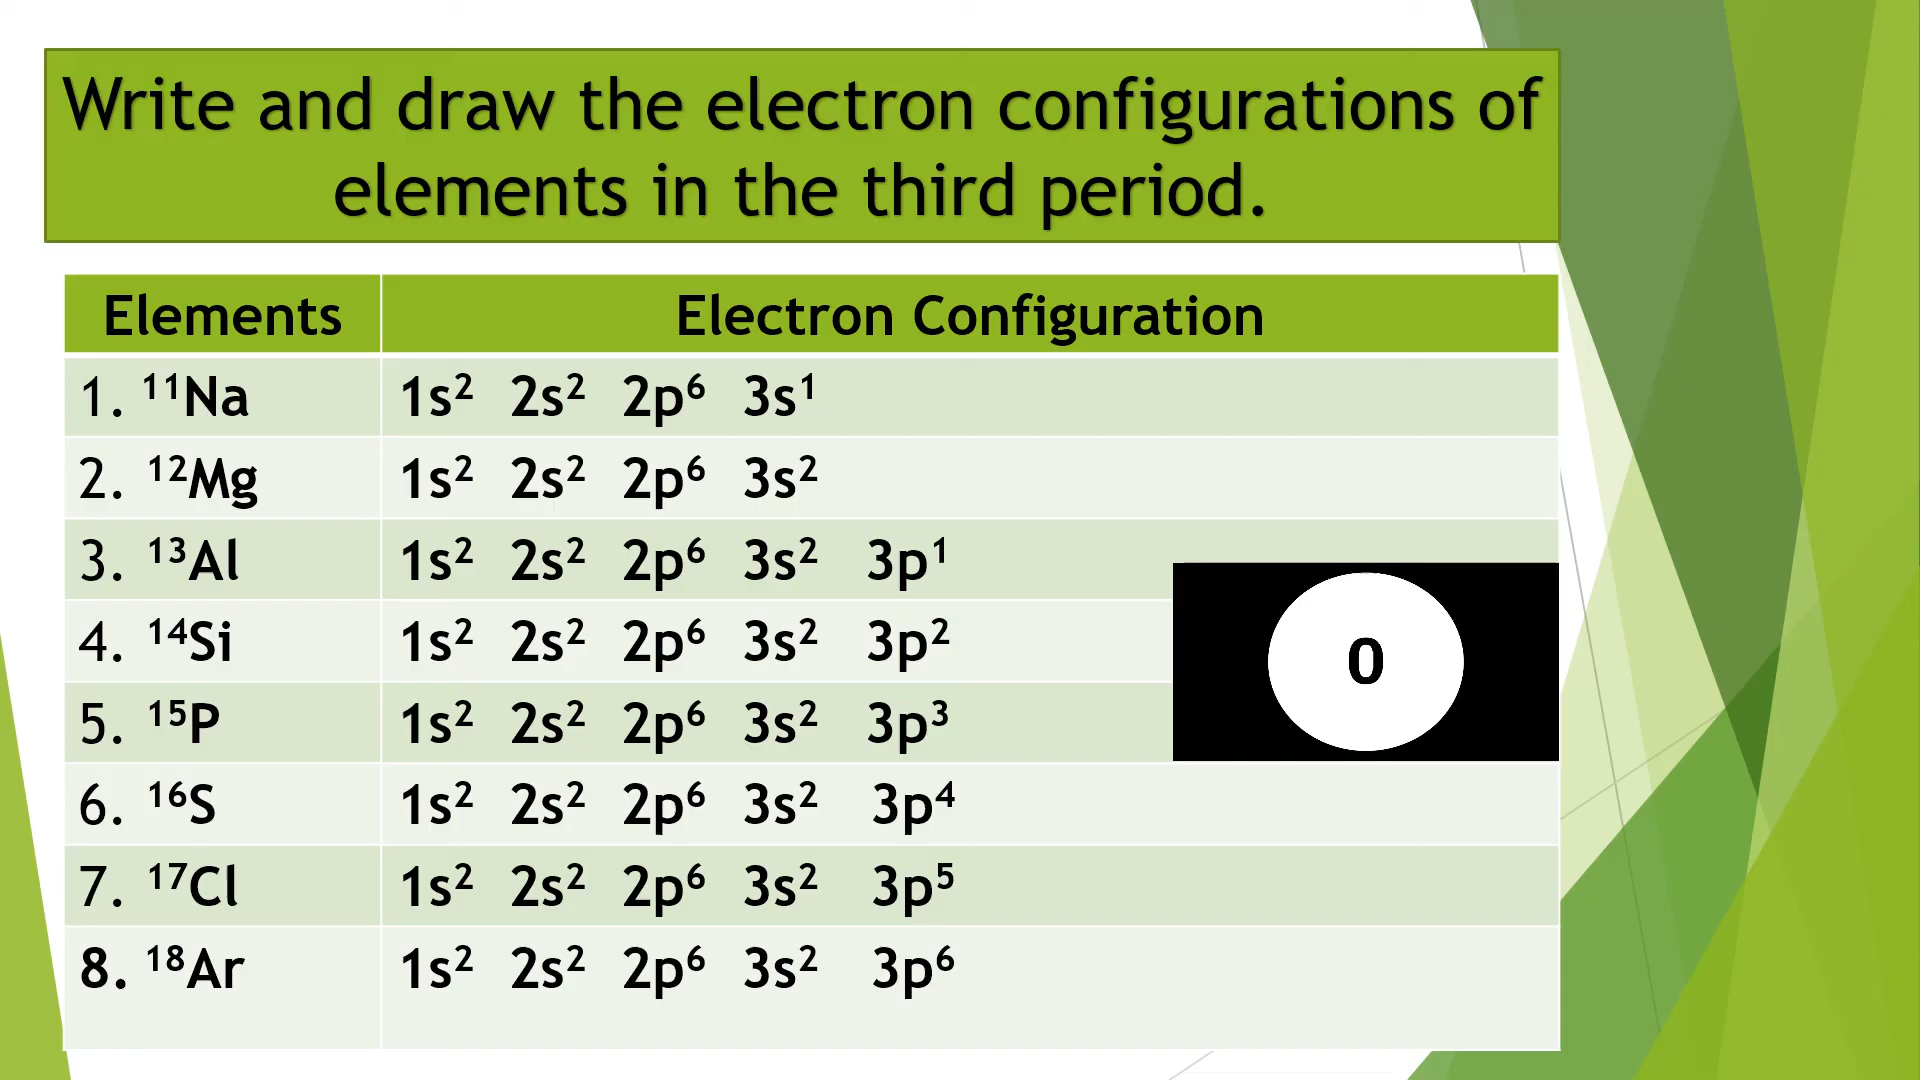 Write and draw the electron configurations of
elements in the third period.
Elements Electron Configuration
1. ¹¹Na 1s² 2s² 2p⁶ 3s¹
2. ¹²Mg 1s² 2s² 2p⁶ 3s²
3. ¹³Al 1s² 2s² 2p⁶ 3s² 3p¹
4. ¹⁴Si 1s² 2s² 2p⁶ 3s² 3p²
0
5. ¹⁵P 1s² 2s² 2p⁶ 3s² 3p³
6. ¹⁶S 1s² 2s² 2p⁶ 3s² 3p⁴
7. ¹⁷Cl 1s² 2s² 2p⁶ 3s² 3p⁵
8. ¹⁸Ar 1s² 2s² 2p⁶ 3s² 3p⁶